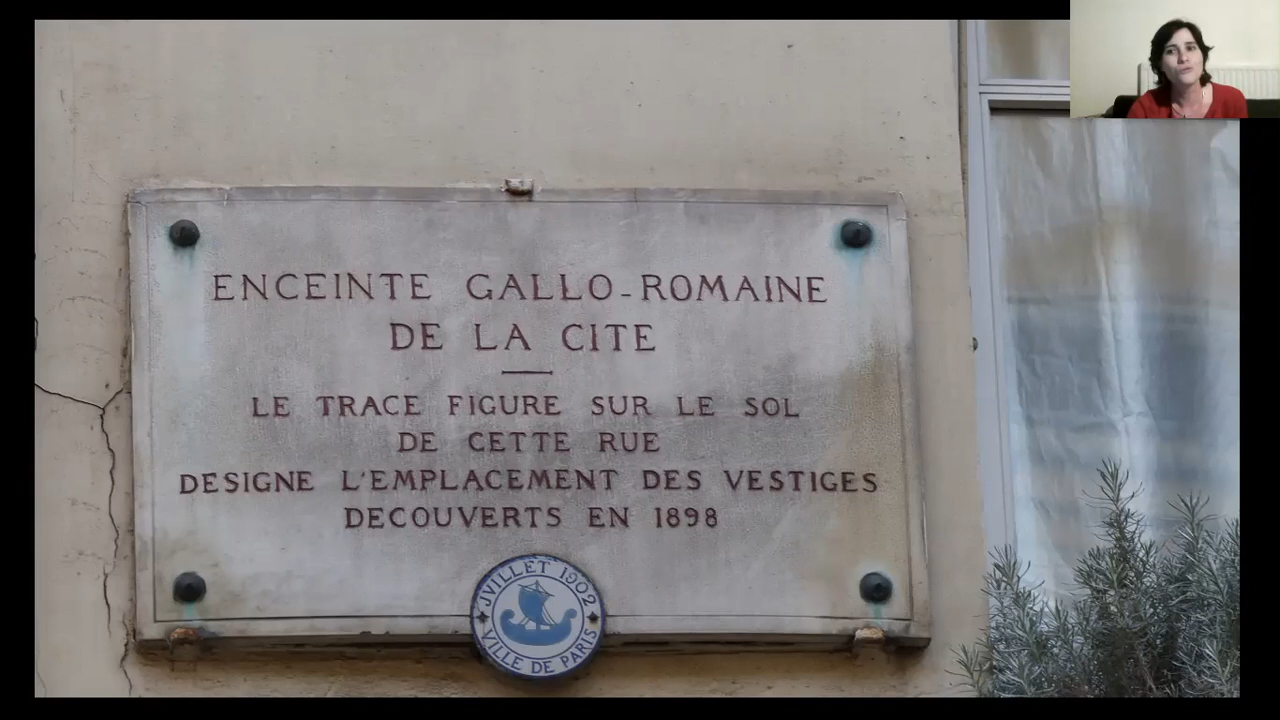 ENCEINTE GALLO-ROMAINE
DE LA CITE
LE TRACE FIGURE SUR LE SOL
DE CETTE RUE
DESIGNE L'EMPLACEMENT DES VESTIGES
DECOUVERTS EN 1898
JVILLET 1902
VILLE DE PARIS